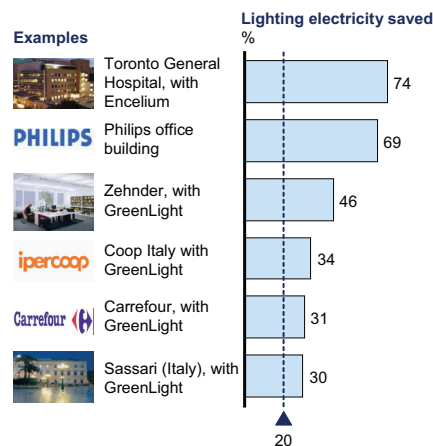 Lighting electricity saved
Examples
%
Toronto General
Hospital, with
Encelium
74
PHILIPS
Philips office
building
69
Zehnder, with
GreenLight
46
ipercoop
Coop Italy with
GreenLight
34
Carrefour
Carrefour, with
GreenLight
31
Sassari (Italy), with
GreenLight
30
20